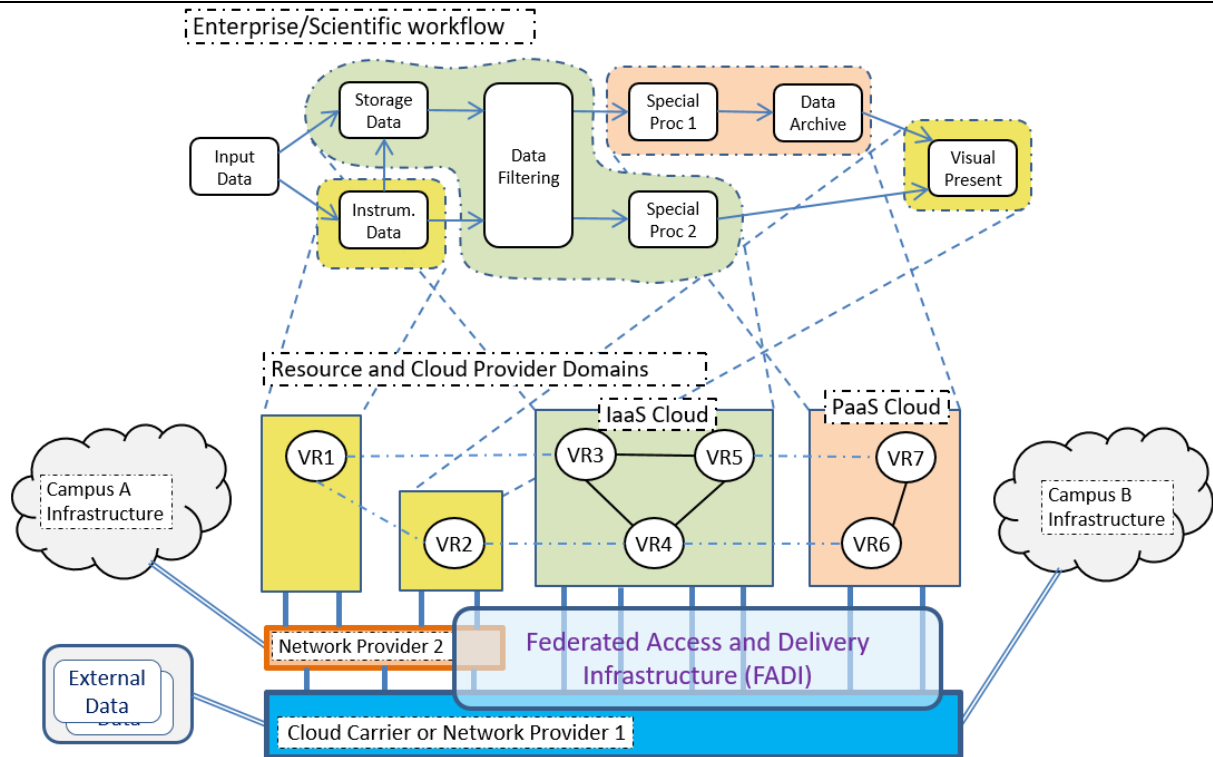 Enterprise/Scientific workflow
Storage
Data
Special
Proc 1
Data
Archive
Input
Data
Data
Filtering
Visual
Present
Instrum.
Data
Special
Proc 2
Resource and Cloud Provider Domains
IaaS Cloud
PaaS Cloud
VR1
VR3
VR5
VR7
Campus A
Infrastructure
Campus B
Infrastructure
VR2
VR4
VR6
Network Provider 2
Federated Access and Delivery
Infrastructure (FADI)
External
Data
Data
Cloud Carrier or Network Provider 1